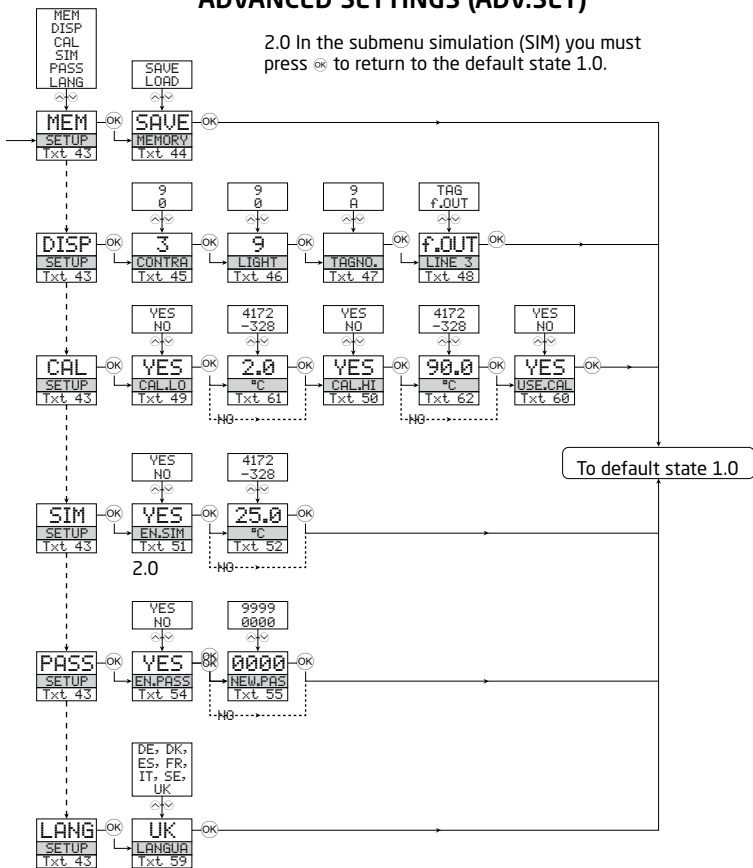 ADVANCED SETTINGS (ADV.SET)
2.0 In the submenu simulation (SIM) you must
press OK to return to the default state 1.0.
MEM
DISP
CAL
SIM
PASS
LANG
SAVE
LOAD
MEM
SETUP
Txt 43
OK
SAVE
MEMORY
Txt 44
OK
9
0
9
0
9
A
TAG
f.OUT
DISP
SETUP
Txt 43
OK
3
CONTRA
Txt 45
OK
9
LIGHT
Txt 46
OK
TAGNO.
Txt 47
OK
f.OUT
LINE 3
Txt 48
OK
YES
NO
4172
-328
YES
NO
4172
-328
YES
NO
CAL
SETUP
Txt 43
OK
YES
CAL.LO
Txt 49
OK
2.0
°C
Txt 61
OK
YES
CAL.HI
Txt 50
OK
90.0
°C
Txt 62
OK
YES
USE.CAL
Txt 60
OK
NO
NO
To default state 1.0
YES
NO
4172
-328
SIM
SETUP
Txt 43
OK
YES
EN.SIM
Txt 51
OK
25.0
°C
Txt 52
OK
NO
2.0
YES
NO
9999
0000
PASS
SETUP
Txt 43
OK
YES
EN.PASS
Txt 54
OK
OK
0000
NEW.PAS
Txt 55
OK
NO
DE, DK,
ES, FR,
IT, SE,
UK
LANG
SETUP
Txt 43
OK
UK
LANGUA
Txt 59
OK